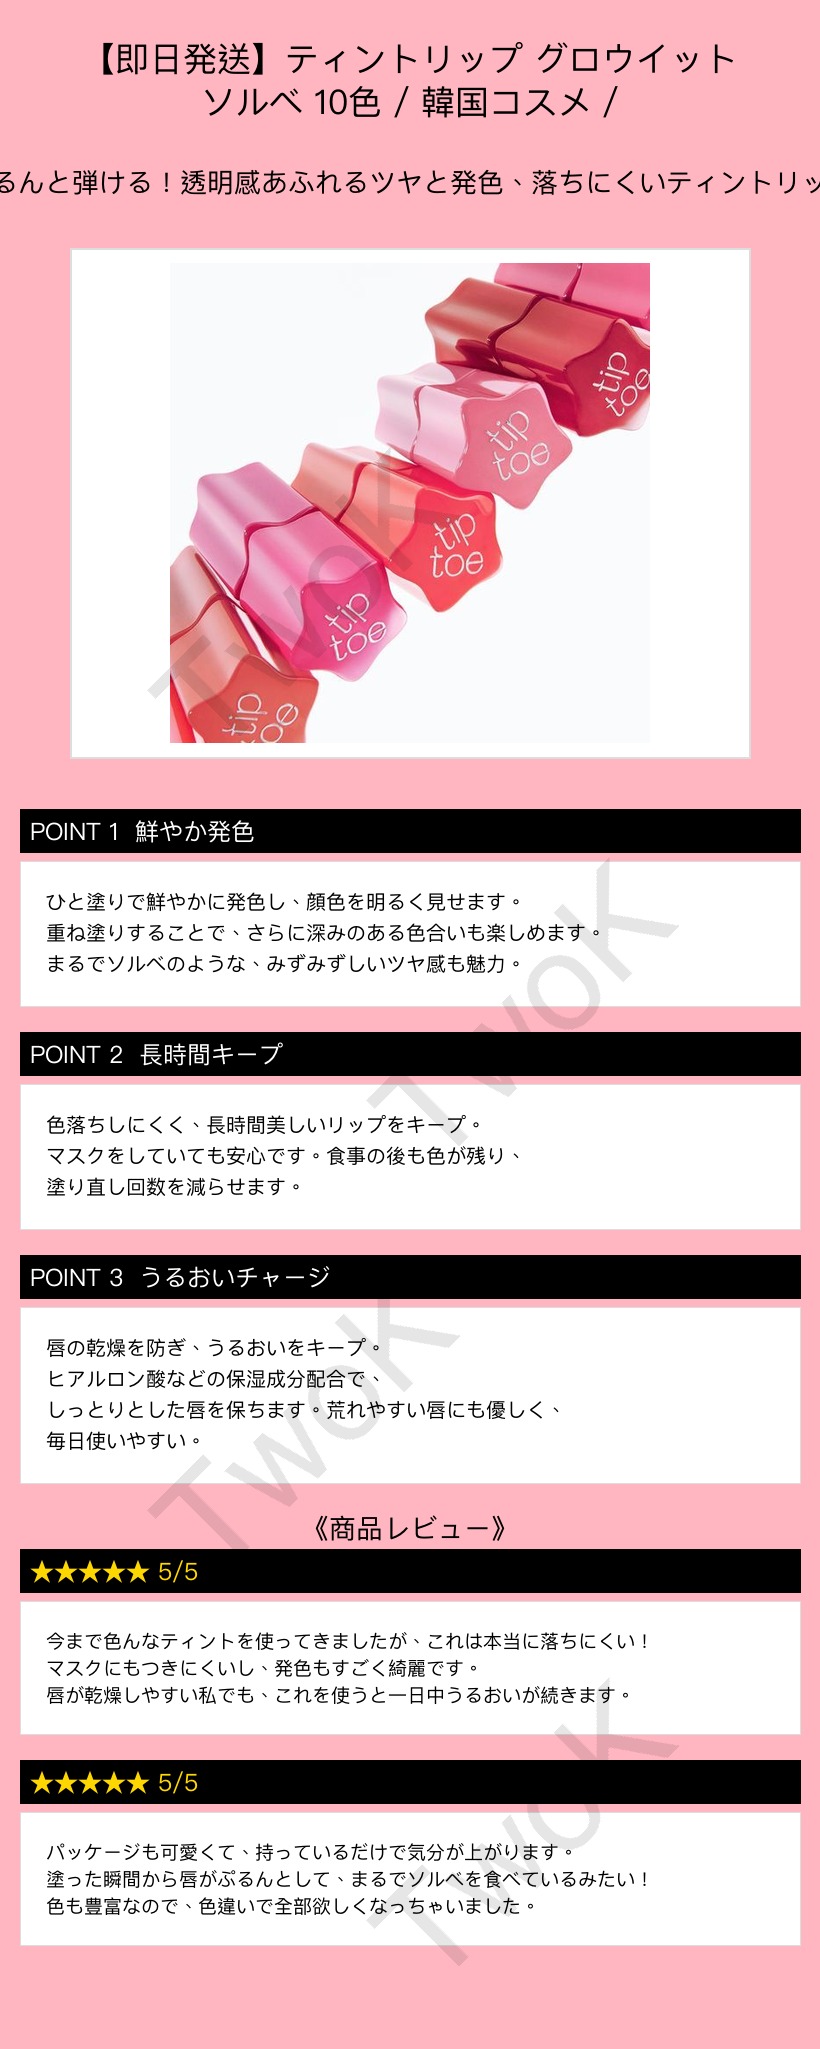 【即日発送】ティントリップ グロウイット
ソルベ 10色 / 韓国コスメ /
るんと弾ける！透明感あふれるツヤと発色、落ちにくいティントリッ
tip
toe
tip
toe
tip
toe
tip
toe
tip
toe
TwoK
POINT 1 鮮やか発色
ひと塗りで鮮やかに発色し、顔色を明るく見せます。
重ね塗りすることで、さらに深みのある色合いも楽しめます。
まるでソルベのような、みずみずしいツヤ感も魅力。
TwoK
POINT 2 長時間キープ
色落ちしにくく、長時間美しいリップをキープ。
マスクをしていても安心です。食事の後も色が残り、
塗り直し回数を減らせます。
POINT 3 うるおいチャージ
唇の乾燥を防ぎ、うるおいをキープ。
ヒアルロン酸などの保湿成分配合で、
しっとりとした唇を保ちます。荒れやすい唇にも優しく、
毎日使いやすい。
TwoK
《商品レビュー》
★★★★★ 5/5
今まで色んなティントを使ってきましたが、これは本当に落ちにくい！
マスクにもつきにくいし、発色もすごく綺麗です。
唇が乾燥しやすい私でも、これを使うと一日中うるおいが続きます。
★★★★★ 5/5
パッケージも可愛くて、持っているだけで気分が上がります。
塗った瞬間から唇がぷるんとして、まるでソルベを食べているみたい！
色も豊富なので、色違いで全部欲しくなっちゃいました。
TwoK